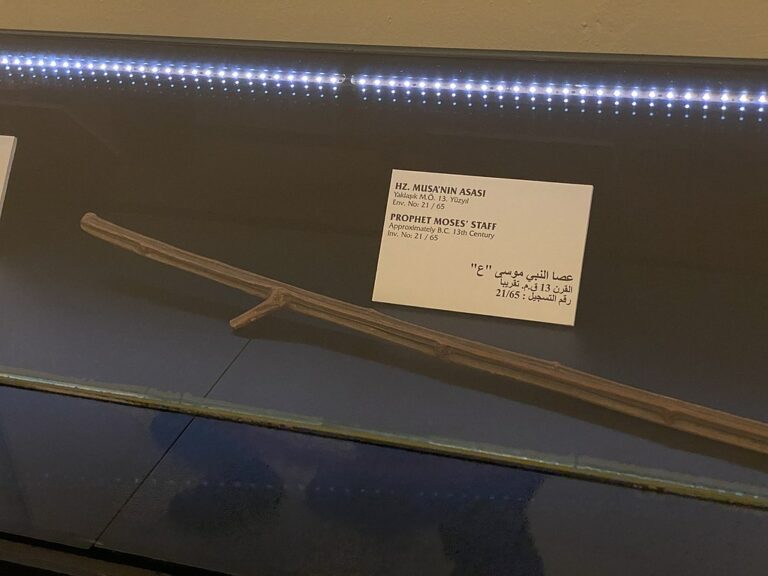 HZ. MUSA'NIN ASASI
Yaklaşık M.Ö. 13. Yüzyıl
Env. No: 21 / 65
PROPHET MOSES' STAFF
Approximately B.C. 13th Century
Inv. No: 21 / 65
عصا النبي موسى "ع"
القرن 13 ق.م. تقريبا
رقم التسجيل : 21/65